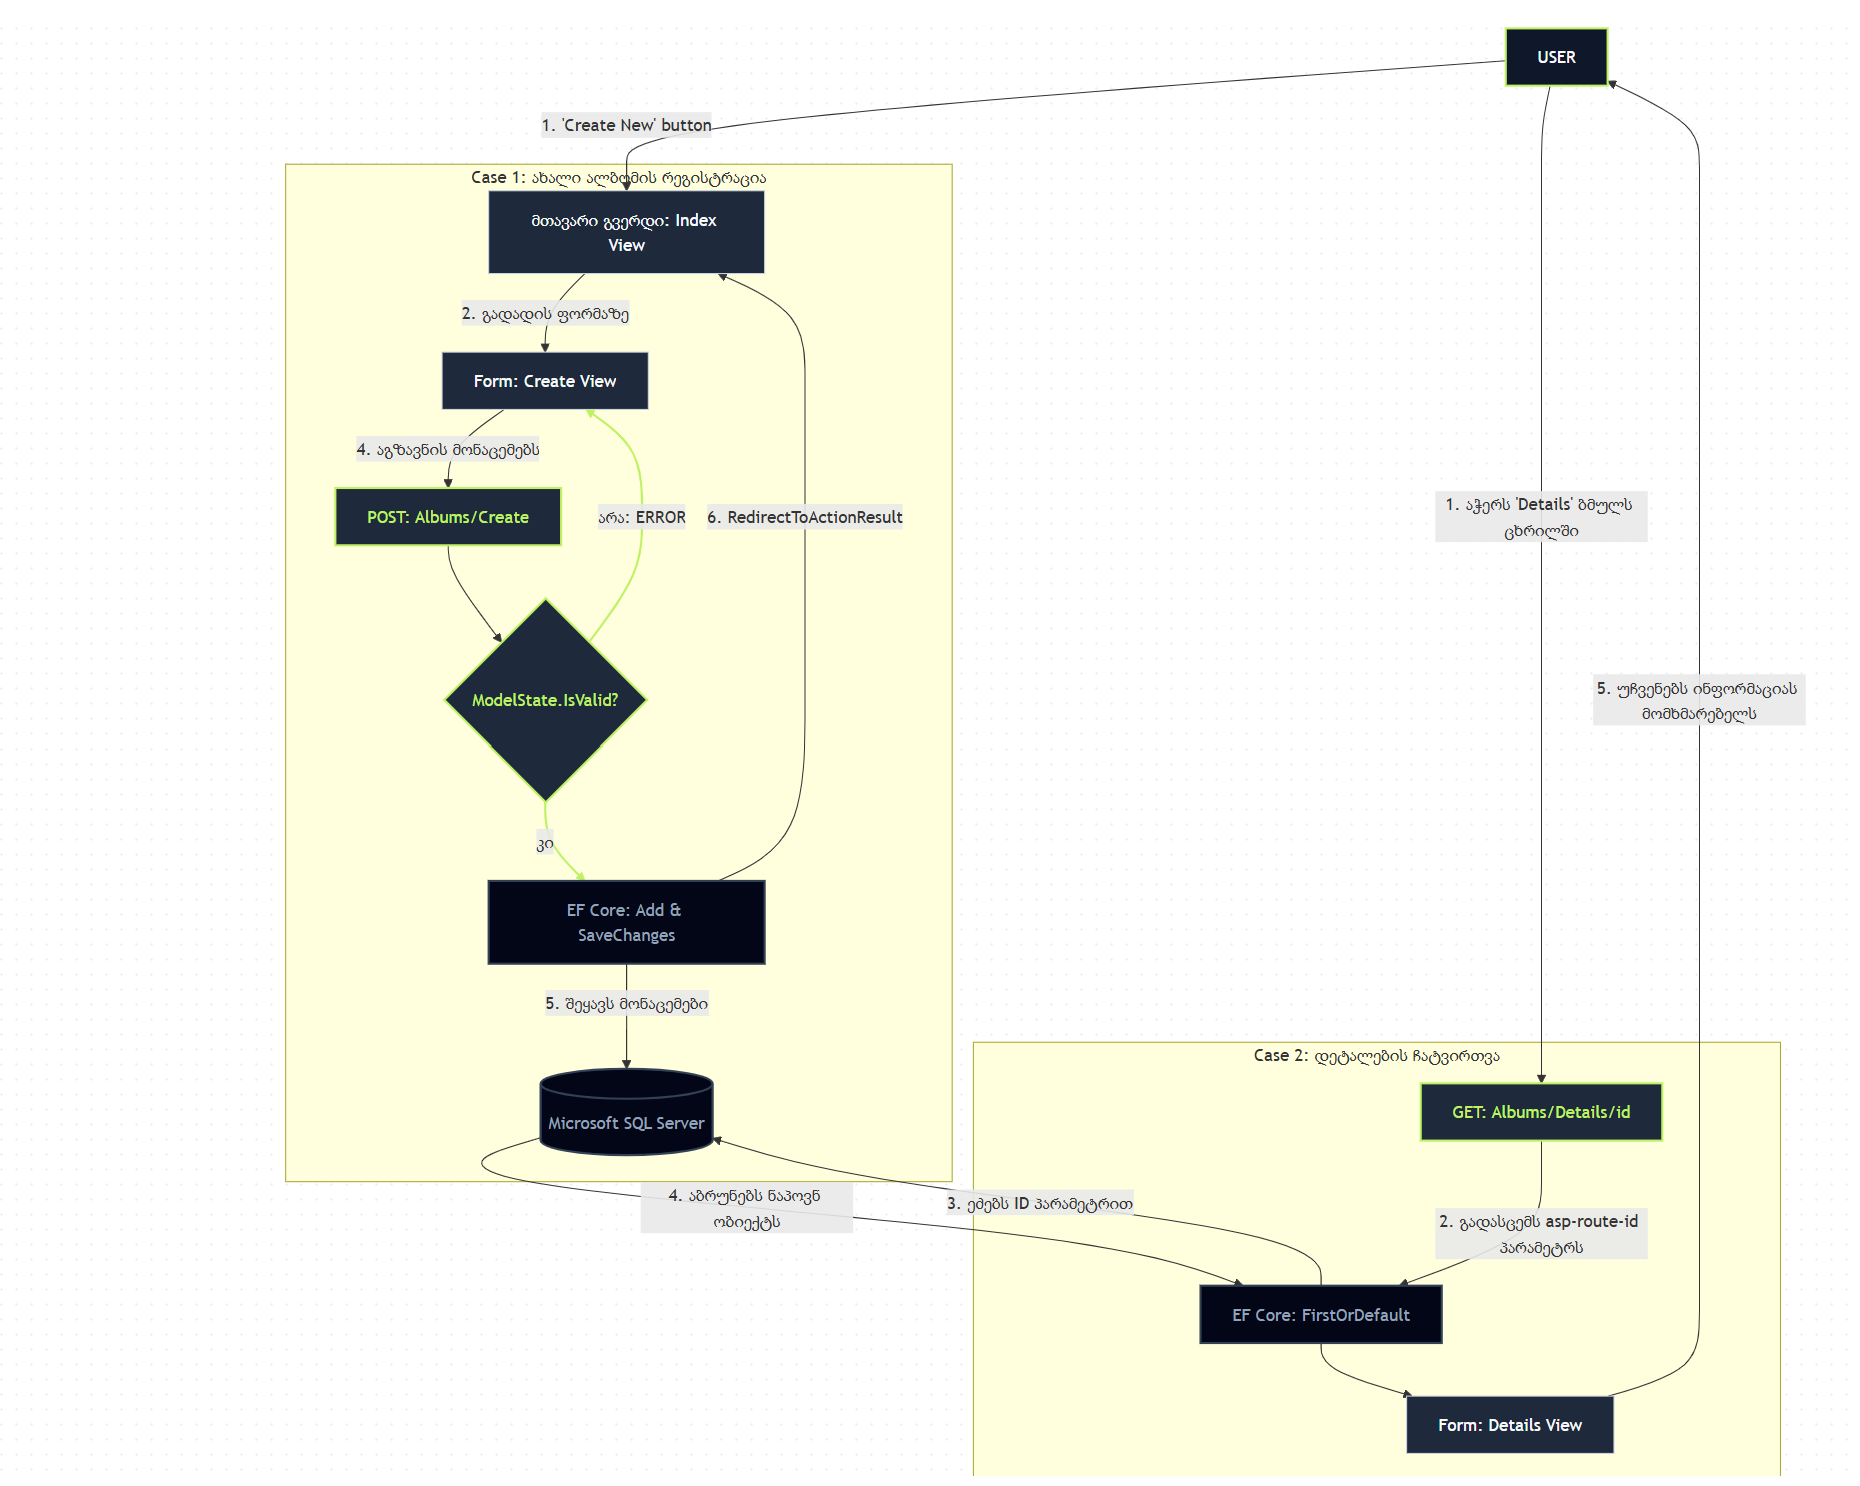 USER
1. 'Create New' button
Case 1: ახალი ალბომის რეგისტრაცია
მთავარი გვერდი: Index
View
2. გადადის ფორმაზე
Form: Create View
4. აგზავნის მონაცემებს
POST: Albums/Create
არა: ERROR
6. RedirectToActionResult
1. აჭერს 'Details' ბმულს
ცხრილში
ModelState.IsValid?
5. უჩვენებს ინფორმაციას
მომხმარებელს
კი
EF Core: Add &
SaveChanges
5. შეყავს მონაცემები
Microsoft SQL Server
Case 2: დეტალების ჩატვირთვა
GET: Albums/Details/id
4. აბრუნებს ნაპოვნ
ობიექტს
3. ეძებს ID პარამეტრით
2. გადასცემს asp-route-id
პარამეტრს
EF Core: FirstOrDefault
Form: Details View